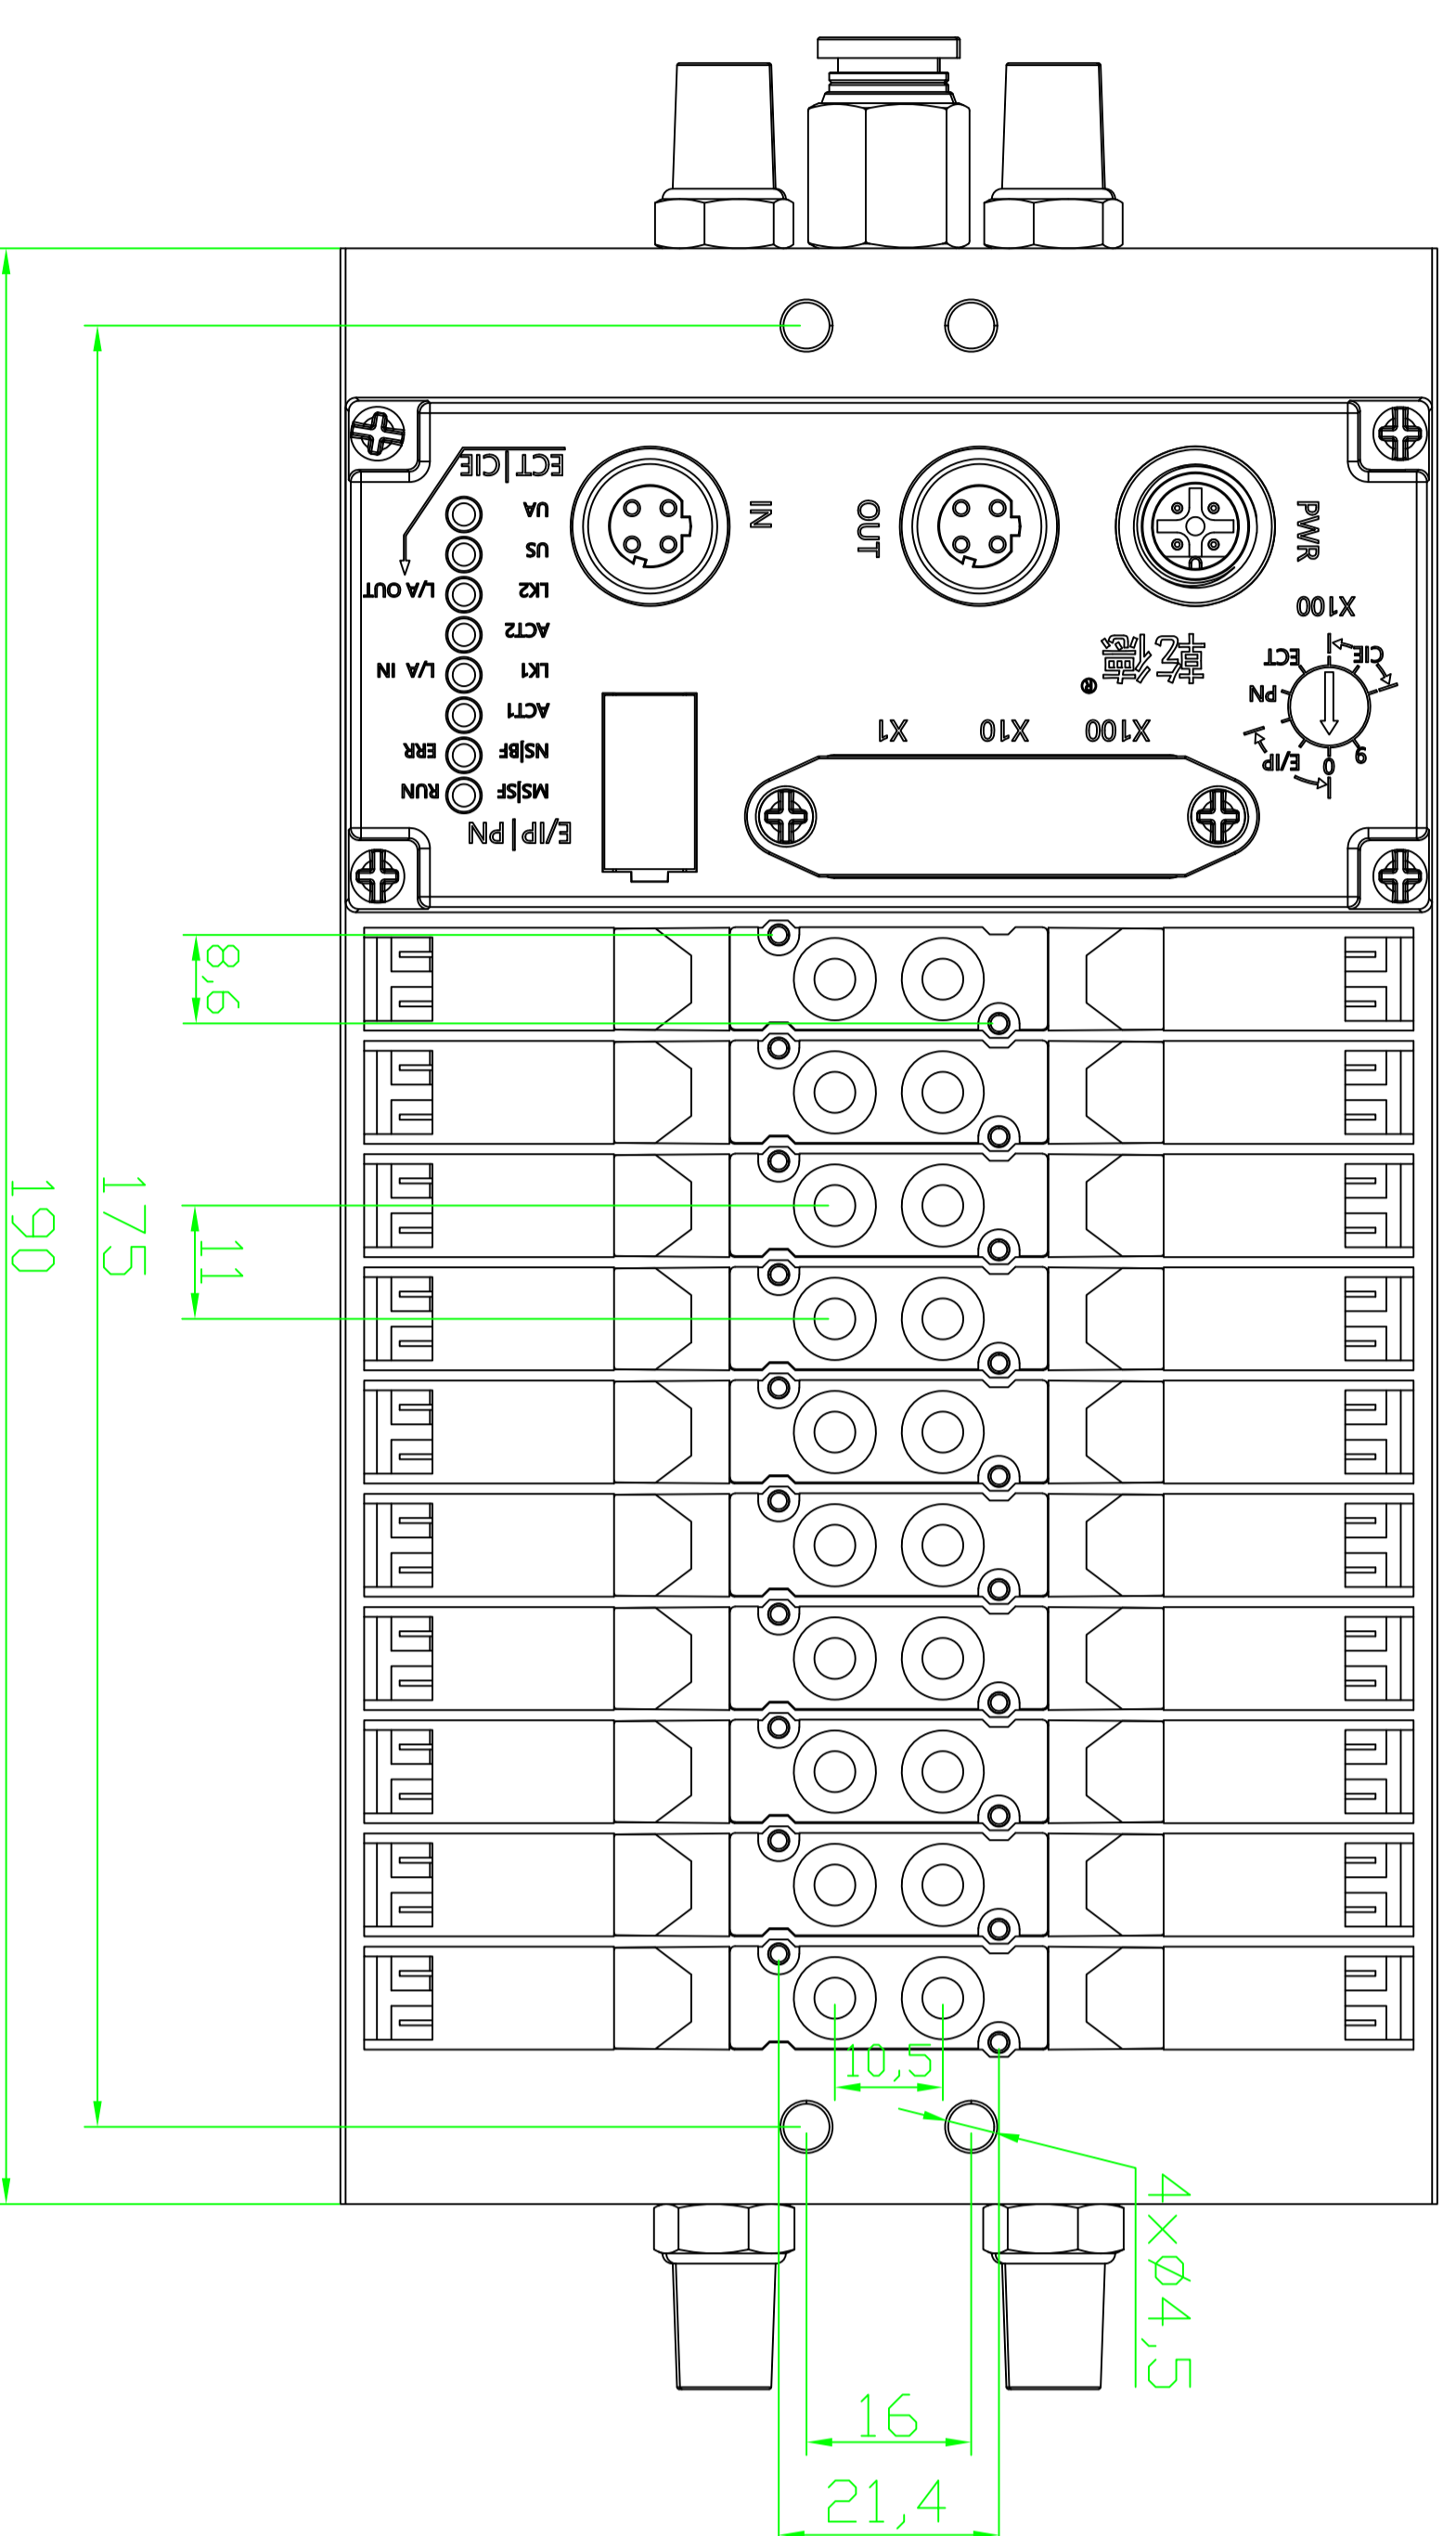 ECT|CIE
UA
US
LK2
L/A OUT
ACT2
LK1
L/A IN
ACT1
NS|BF
ERR
MS|SF
RUN
E/IP|PN
IN
OUT
PWR
X100
乾德®
ECT
CIE
PN
E/IP
0
9
X1
X10
X100
8,6
11
175
190
10,5
4×Ø4,5
16
21,4